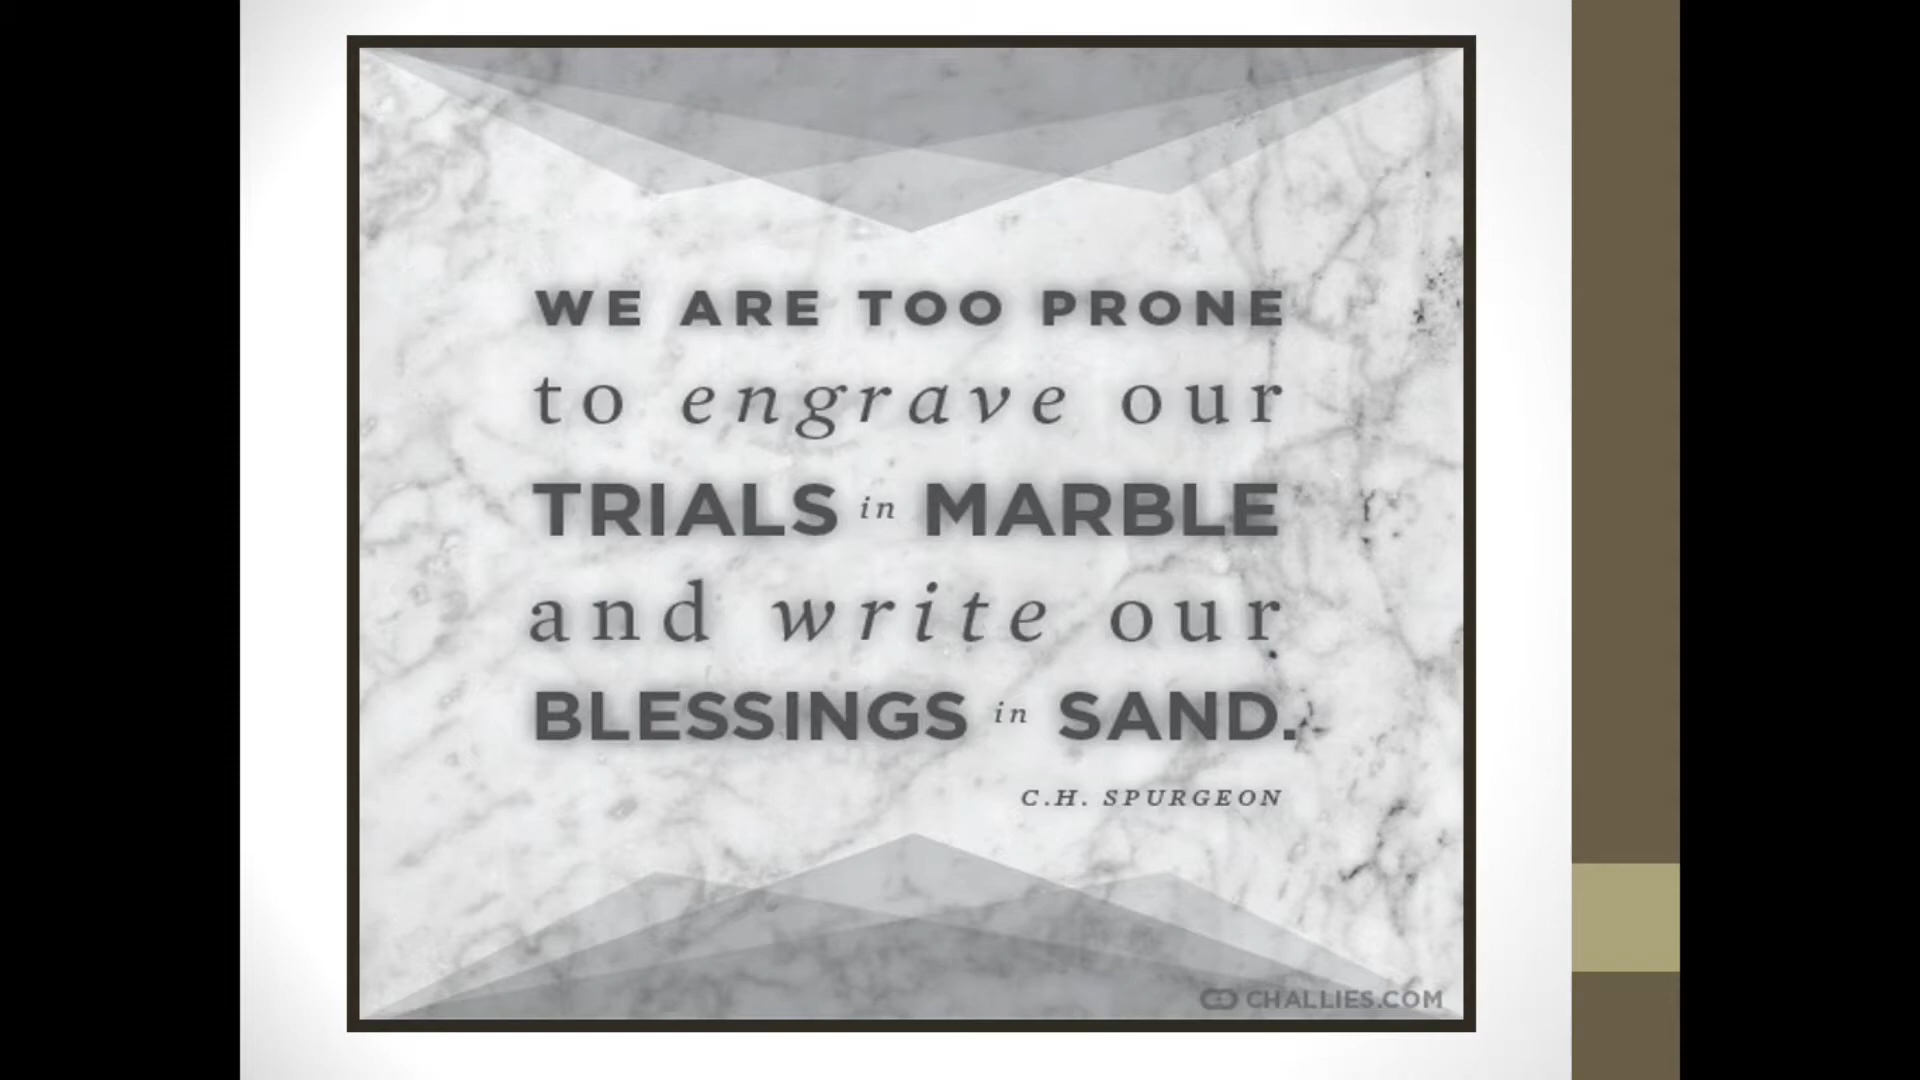 WE ARE TOO PRONE
to engrave our
TRIALS in MARBLE
and write our
BLESSINGS in SAND.
C.H. SPURGEON
CHALLIES.COM